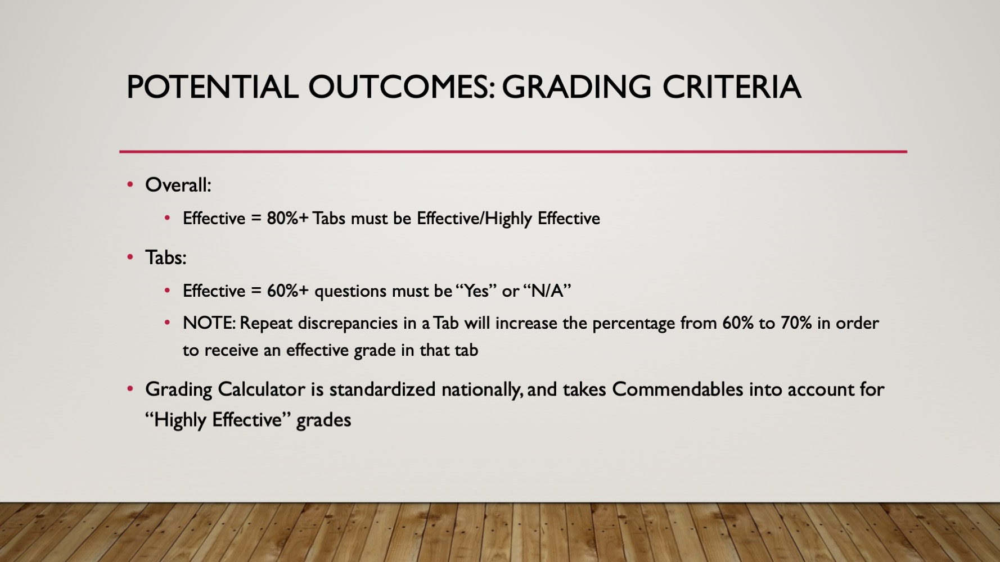 POTENTIAL OUTCOMES: GRADING CRITERIA
• Overall:
• Effective = 80%+ Tabs must be Effective/Highly Effective
• Tabs:
• Effective = 60%+ questions must be “Yes” or “N/A”
• NOTE: Repeat discrepancies in a Tab will increase the percentage from 60% to 70% in order
to receive an effective grade in that tab
• Grading Calculator is standardized nationally, and takes Commendables into account for
“Highly Effective” grades